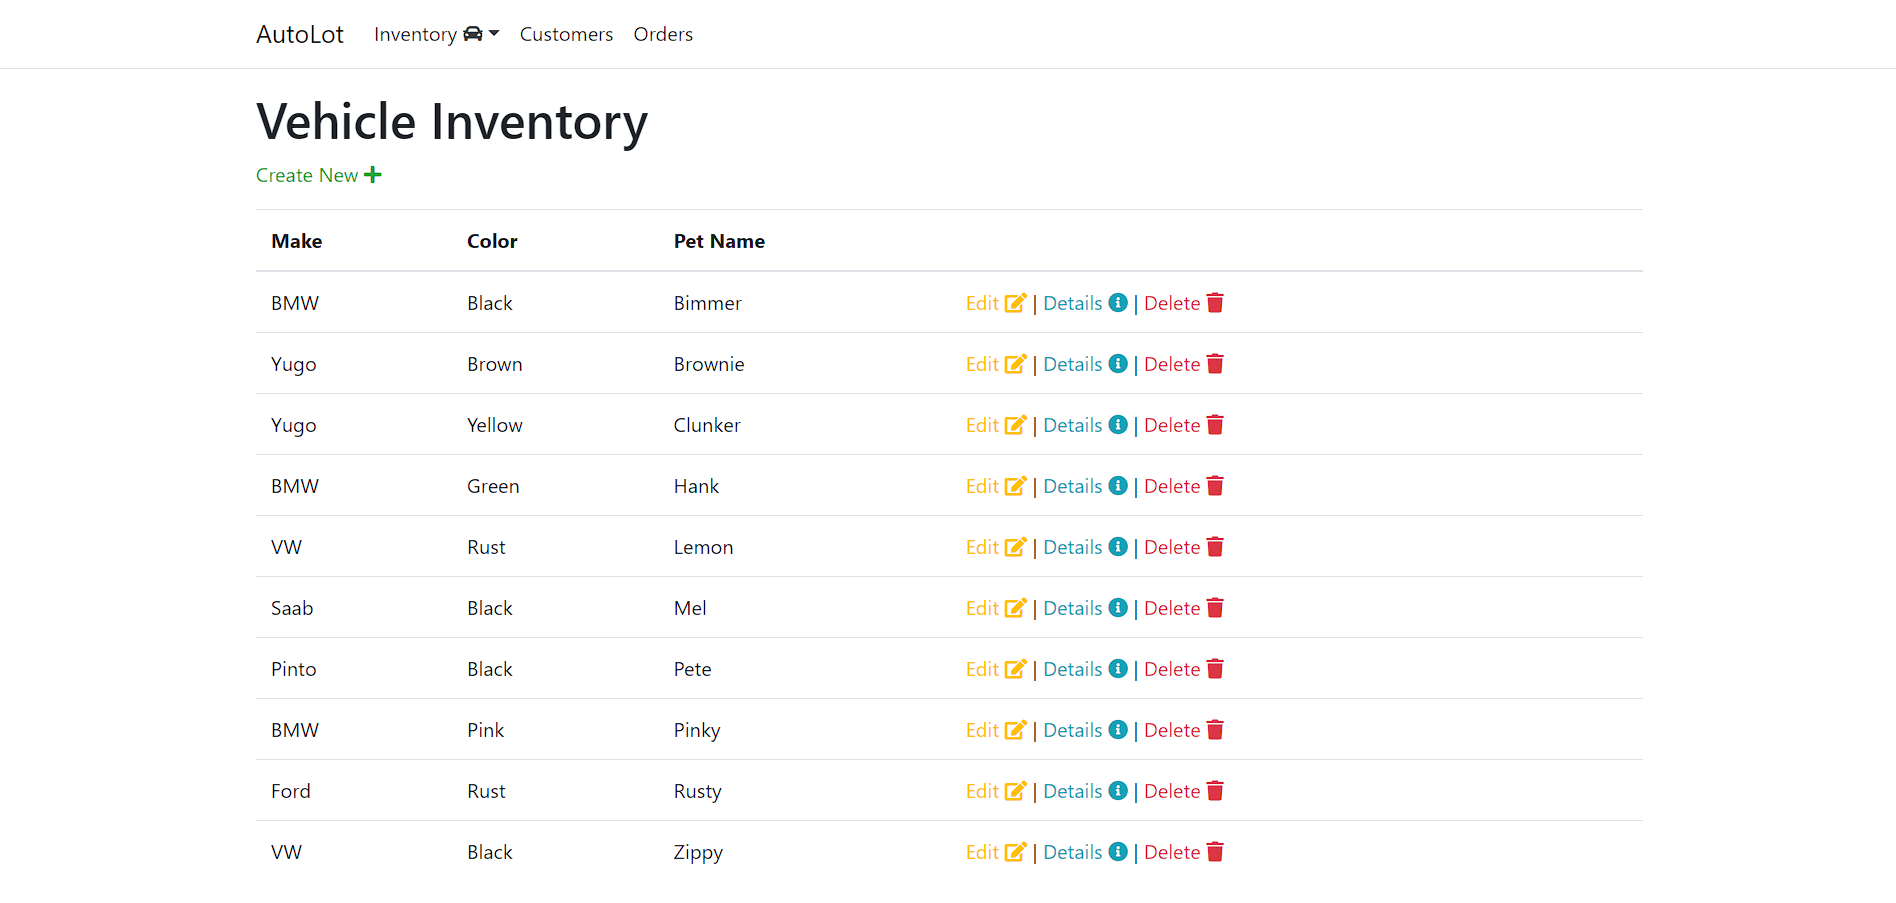 AutoLot Inventory Customers Orders
Vehicle Inventory
Create New
Make Color Pet Name
BMW Black Bimmer Edit | Details | Delete
Yugo Brown Brownie Edit | Details | Delete
Yugo Yellow Clunker Edit | Details | Delete
BMW Green Hank Edit | Details | Delete
VW Rust Lemon Edit | Details | Delete
Saab Black Mel Edit | Details | Delete
Pinto Black Pete Edit | Details | Delete
BMW Pink Pinky Edit | Details | Delete
Ford Rust Rusty Edit | Details | Delete
VW Black Zippy Edit | Details | Delete